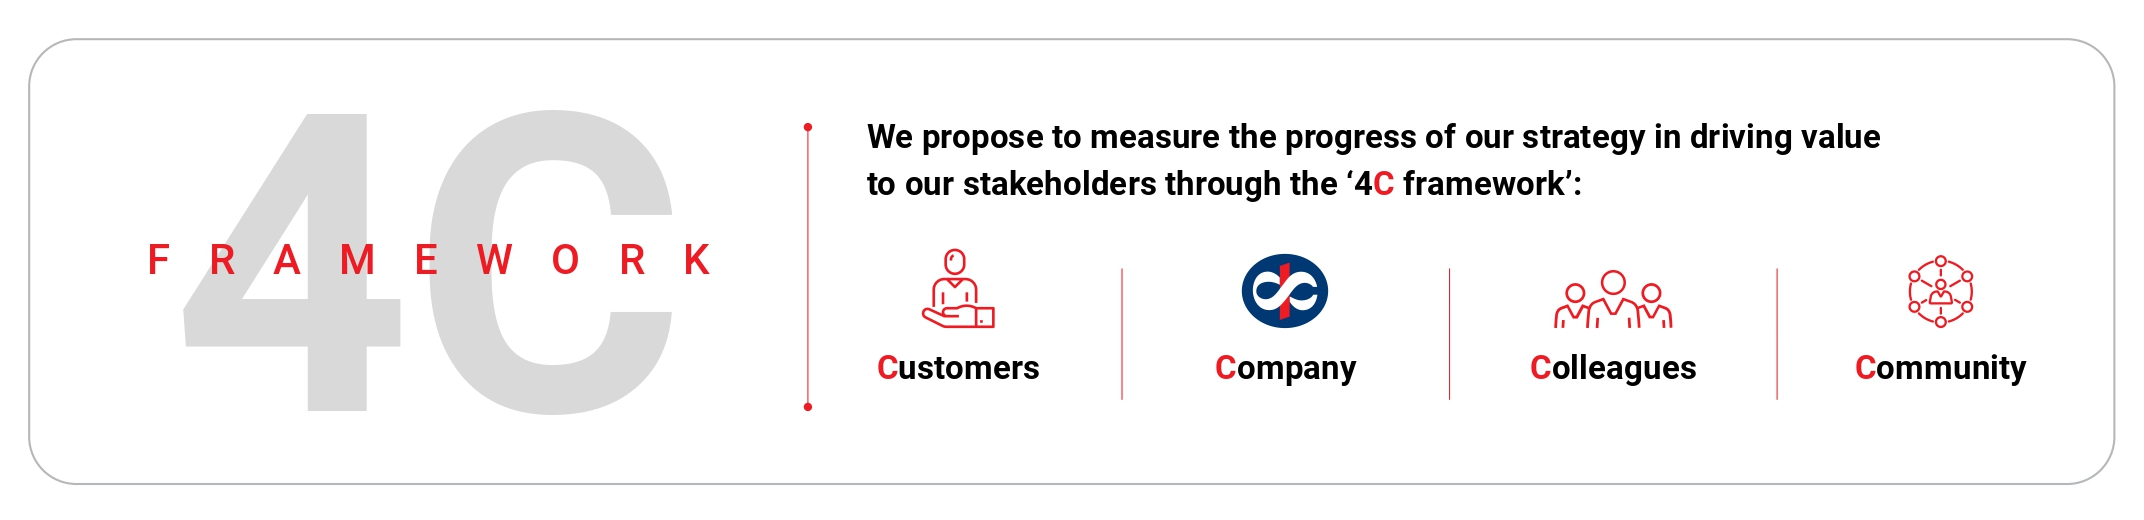 4C
FRAMEWORK
We propose to measure the progress of our strategy in driving value
to our stakeholders through the ‘4C framework’:
Customers
Company
Colleagues
Community